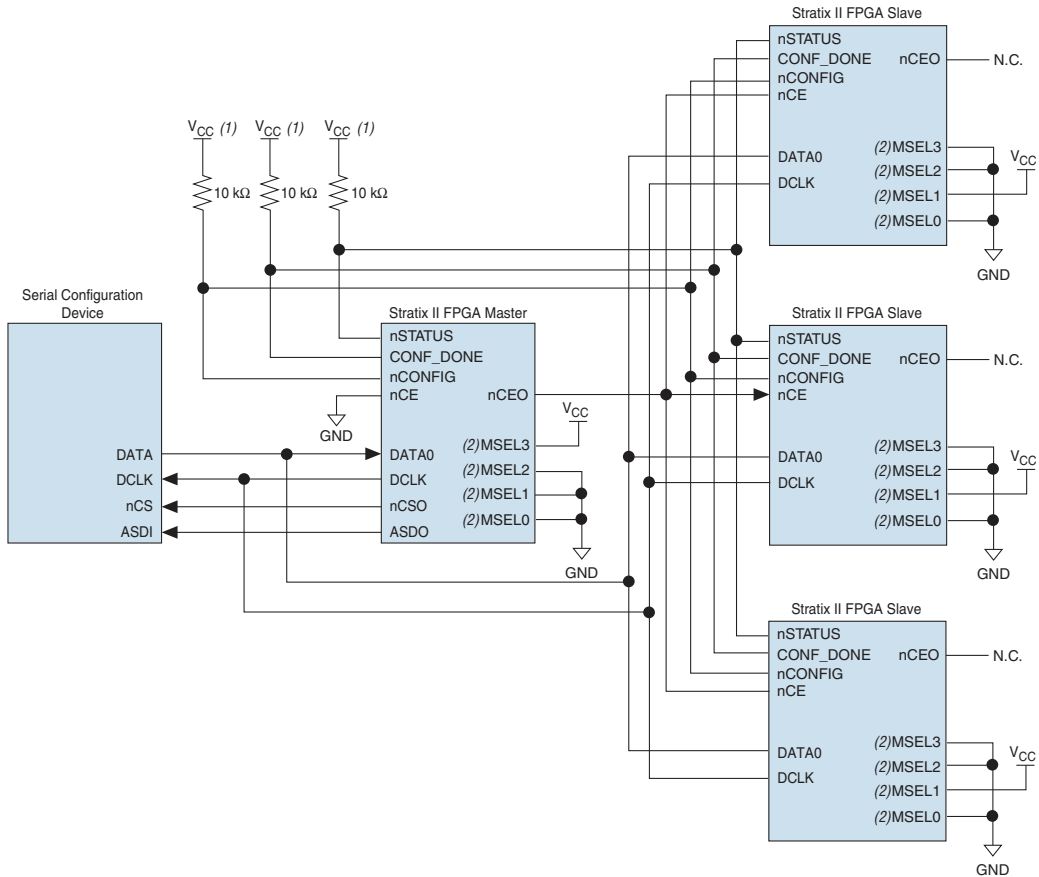 Stratix II FPGA Slave
nSTATUS
CONF_DONE
nCONFIG
nCE
nCEO
N.C.
DATA0
DCLK
(2)MSEL3
(2)MSEL2
(2)MSEL1
(2)MSEL0
VCC
GND
VCC (1)
VCC (1)
VCC (1)
10 kΩ
10 kΩ
10 kΩ
Serial Configuration
Device
DATA
DCLK
nCS
ASDI
Stratix II FPGA Master
nSTATUS
CONF_DONE
nCONFIG
nCE
nCEO
GND
DATA0
DCLK
nCSO
ASDO
VCC
(2)MSEL3
(2)MSEL2
(2)MSEL1
(2)MSEL0
GND
Stratix II FPGA Slave
nSTATUS
CONF_DONE
nCONFIG
nCE
nCEO
N.C.
DATA0
DCLK
(2)MSEL3
(2)MSEL2
(2)MSEL1
(2)MSEL0
VCC
GND
Stratix II FPGA Slave
nSTATUS
CONF_DONE
nCONFIG
nCE
nCEO
N.C.
DATA0
DCLK
(2)MSEL3
(2)MSEL2
(2)MSEL1
(2)MSEL0
VCC
GND